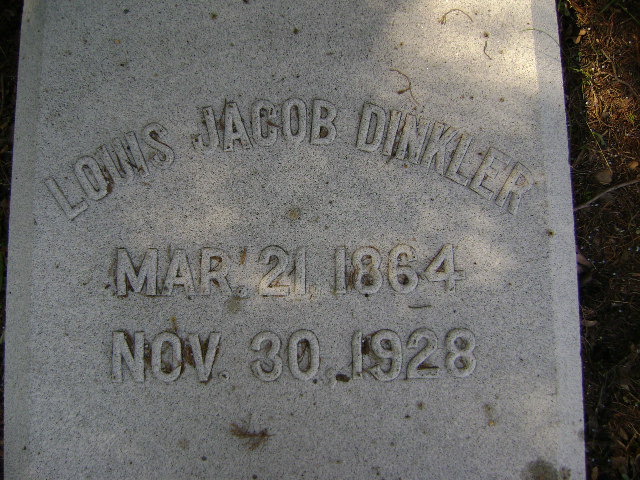 LOUIS JACOB DINKLER
MAR. 21. 1864
NOV. 30. 1928